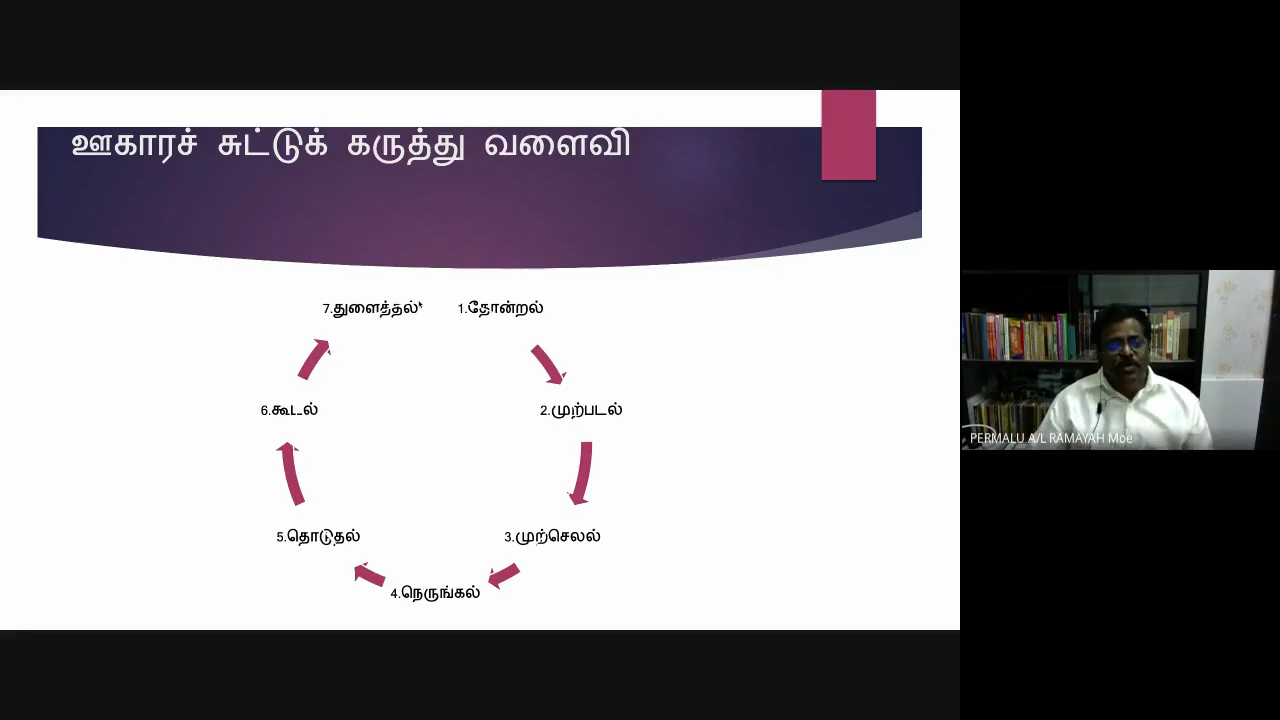 ஊகாரச் சுட்டுக் கருத்து வளைவி
7.துளைத்தல்
1.தோன்றல்
6.கூடல்
2.முற்படல்
5.தொடுதல்
3.முற்செலல்
4.நெருங்கல்
PERMALU A/L RAMAYAH Moe